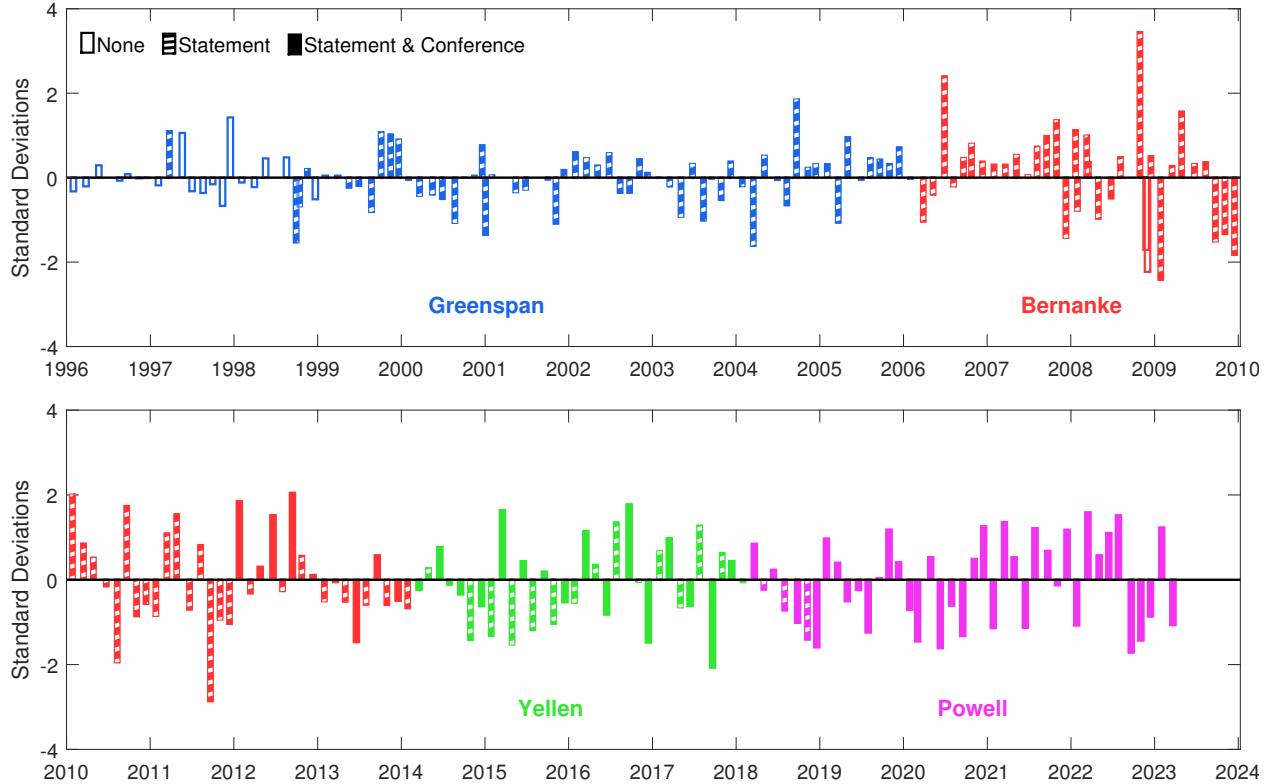 4
None Statement Statement & Conference
2
0
-2
-4
Standard Deviations
Greenspan Bernanke
1996 1997 1998 1999 2000 2001 2002 2003 2004 2005 2006 2007 2008 2009 2010
4
2
0
-2
-4
Standard Deviations
Yellen Powell
2010 2011 2012 2013 2014 2015 2016 2017 2018 2019 2020 2021 2022 2023 2024